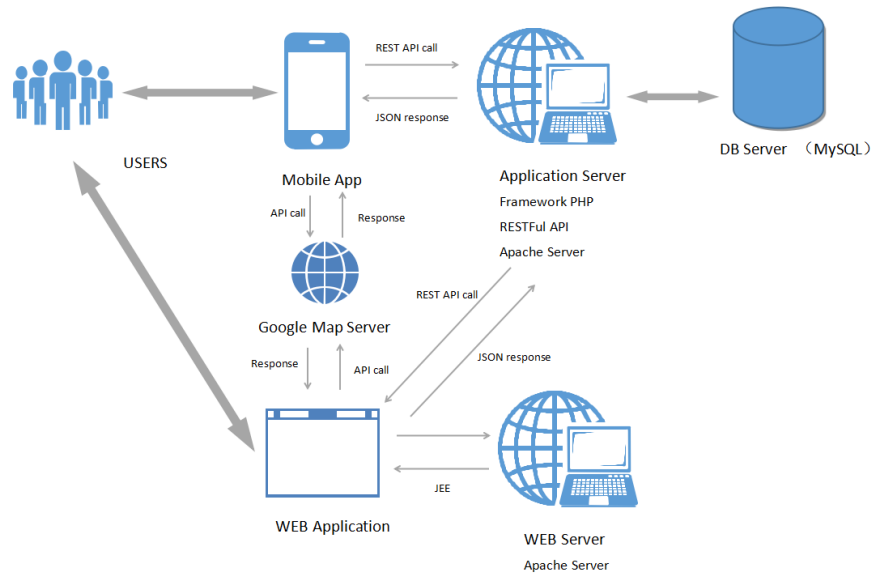 REST API call
JSON response
USERS
Mobile App
DB Server （MySQL）
Application Server
Framework PHP
RESTFul API
Apache Server
API call
Response
Google Map Server
REST API call
JSON response
Response
API call
JEE
WEB Application
WEB Server
Apache Server